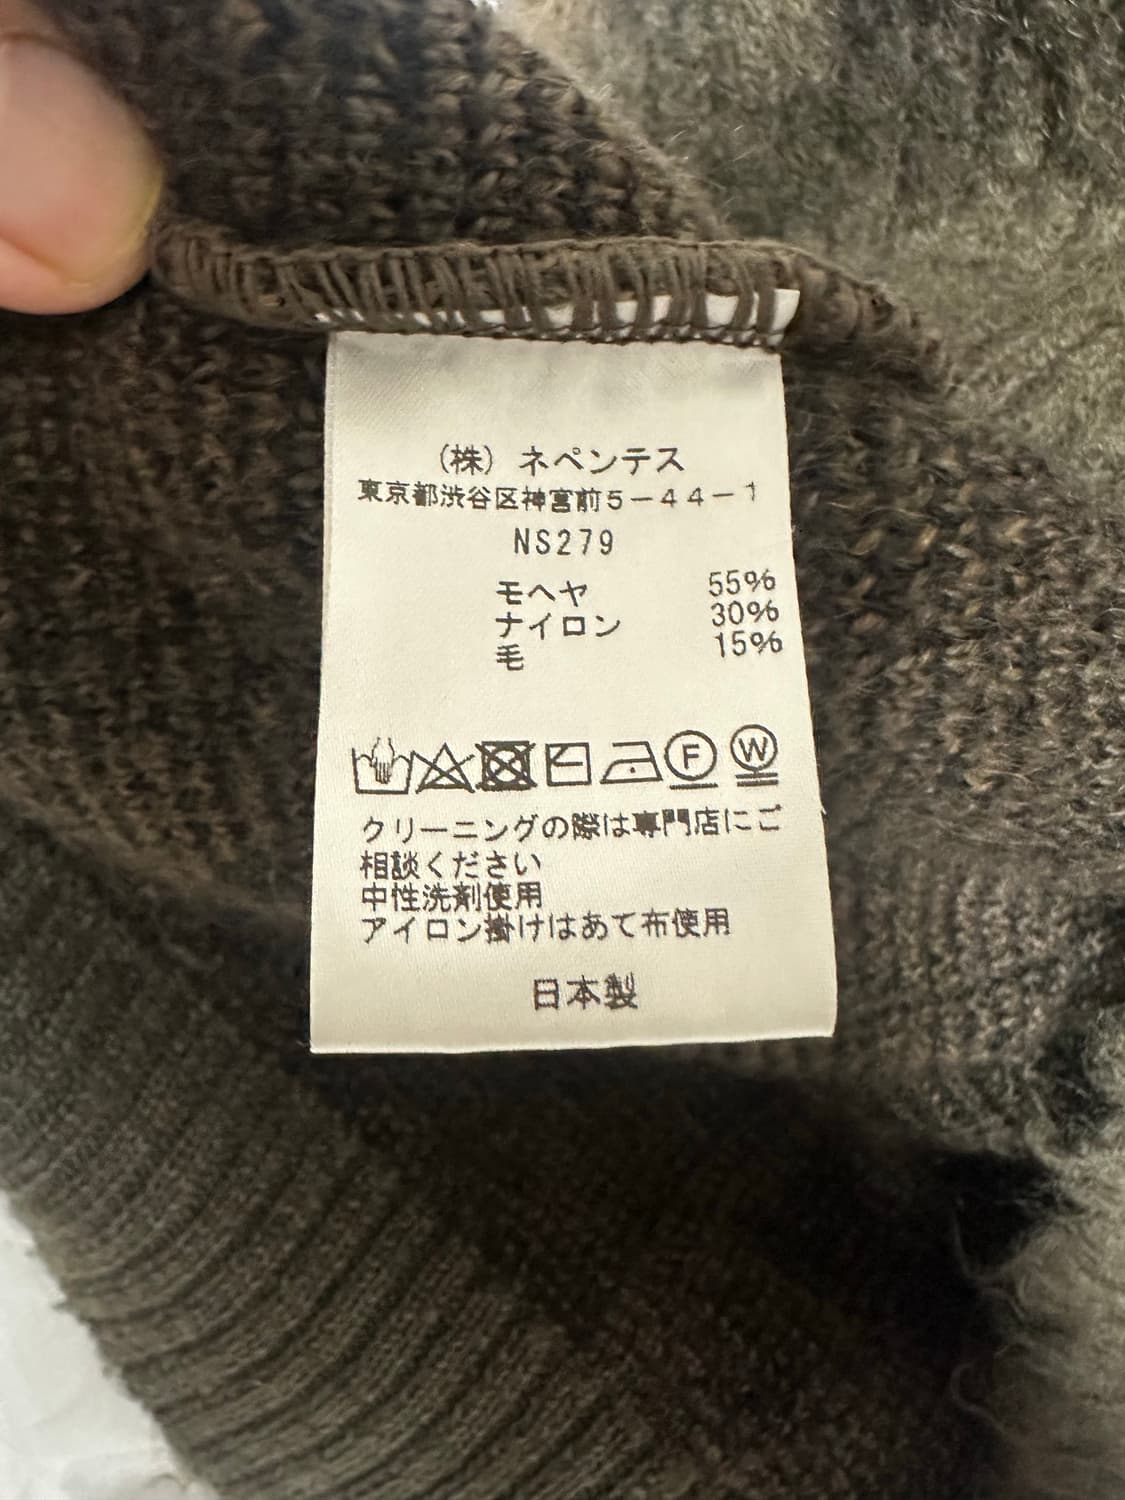 (株) ネペンテス
東京都渋谷区神宮前5-44-1
NS279
モヘヤ 55%
ナイロン 30%
毛 15%
F W
クリーニングの際は専門店にご
相談ください
中性洗剤使用
アイロン掛けはあて布使用
日本製